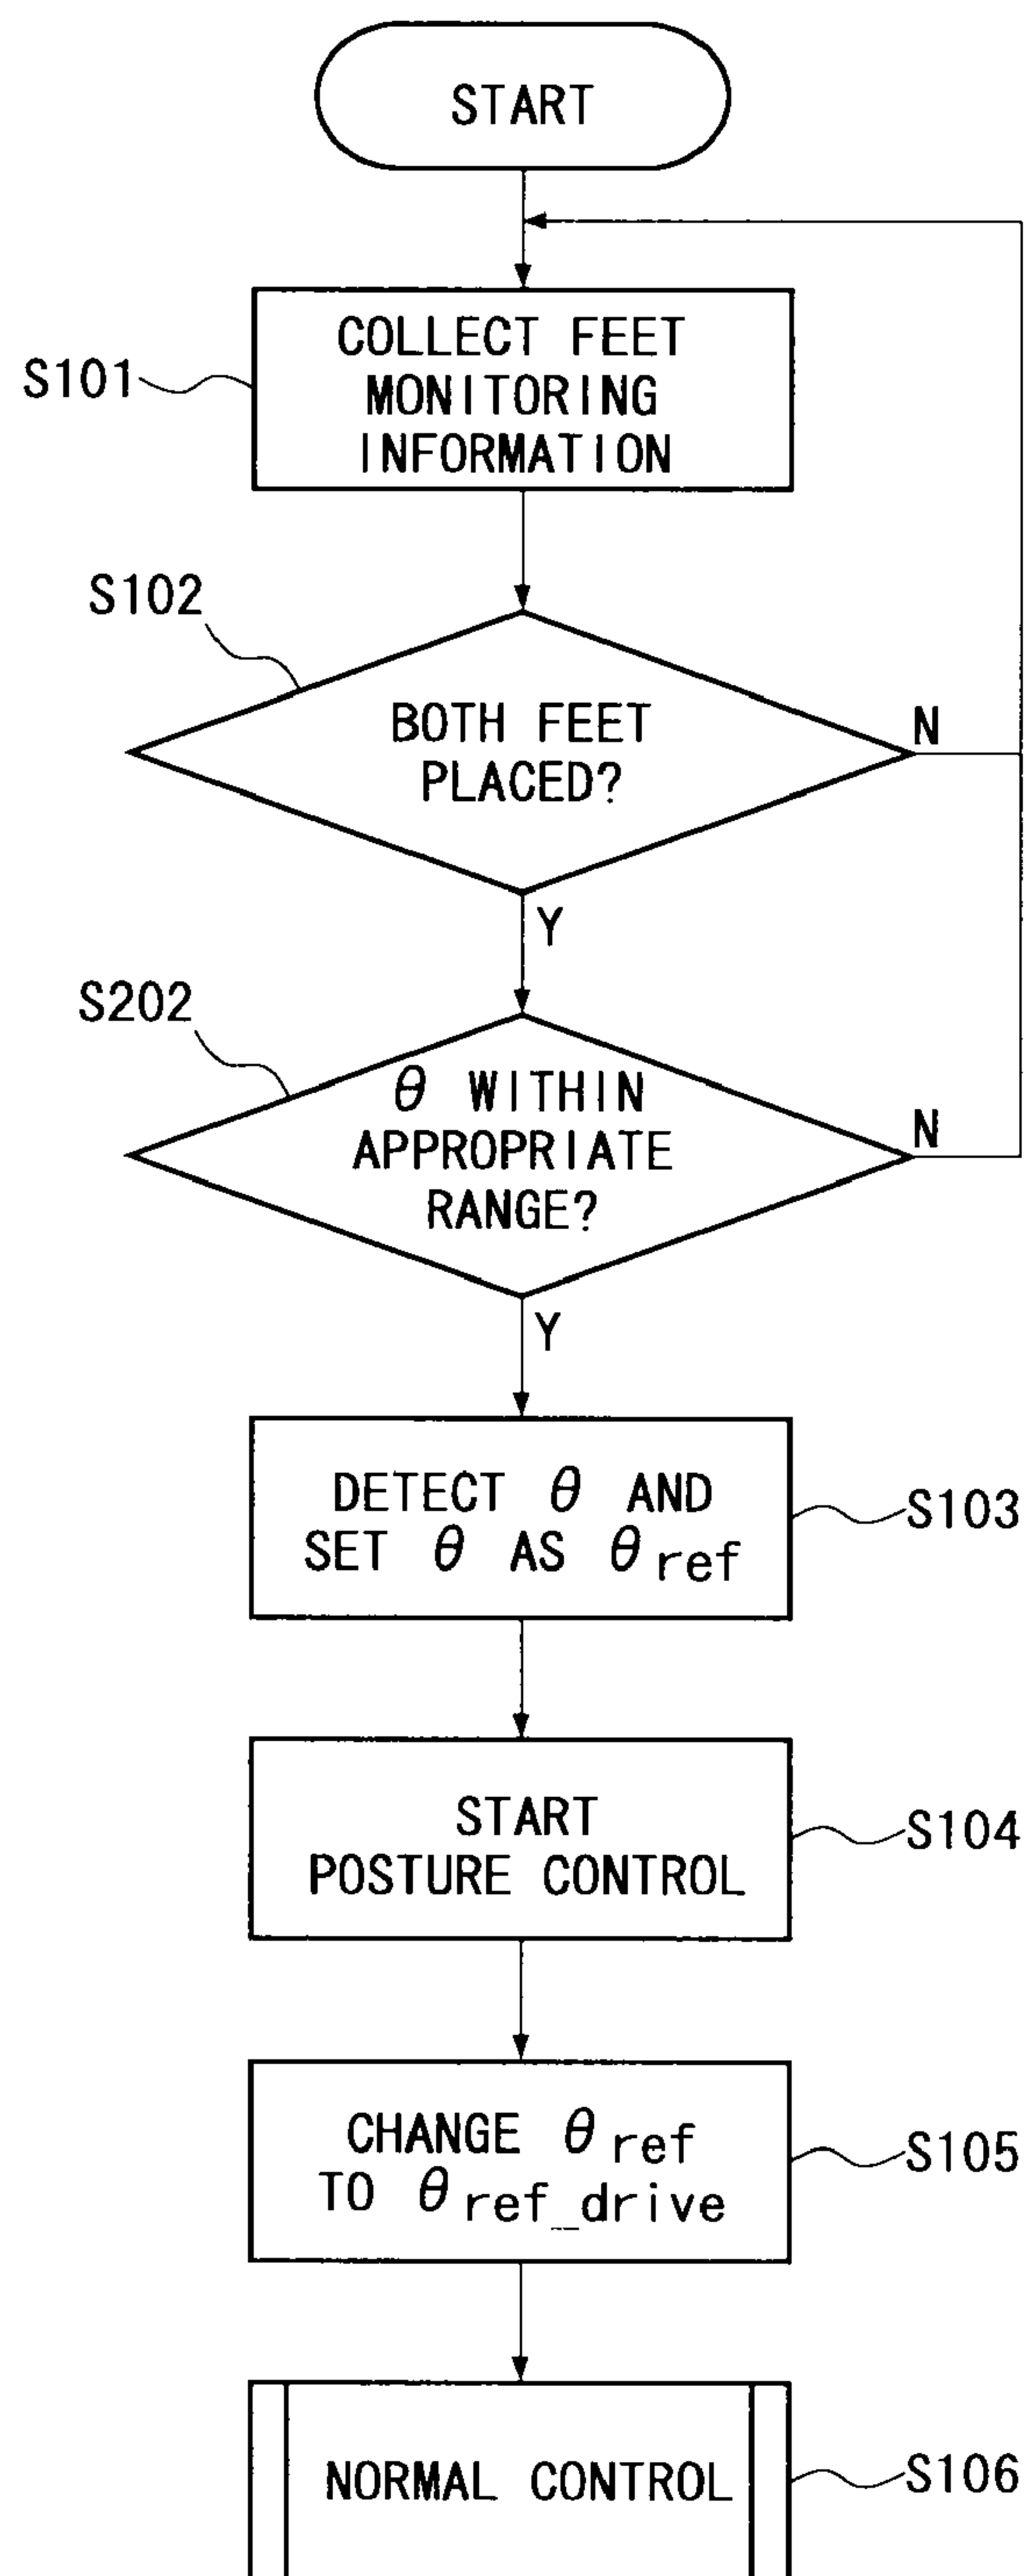 START
S101
COLLECT FEET
MONITORING
INFORMATION
S102
BOTH FEET
PLACED?
N
Y
S202
θ WITHIN
APPROPRIATE
RANGE?
N
Y
DETECT θ AND
SET θ AS θref
S103
START
POSTURE CONTROL
S104
CHANGE θref
TO θref_drive
S105
NORMAL CONTROL
S106